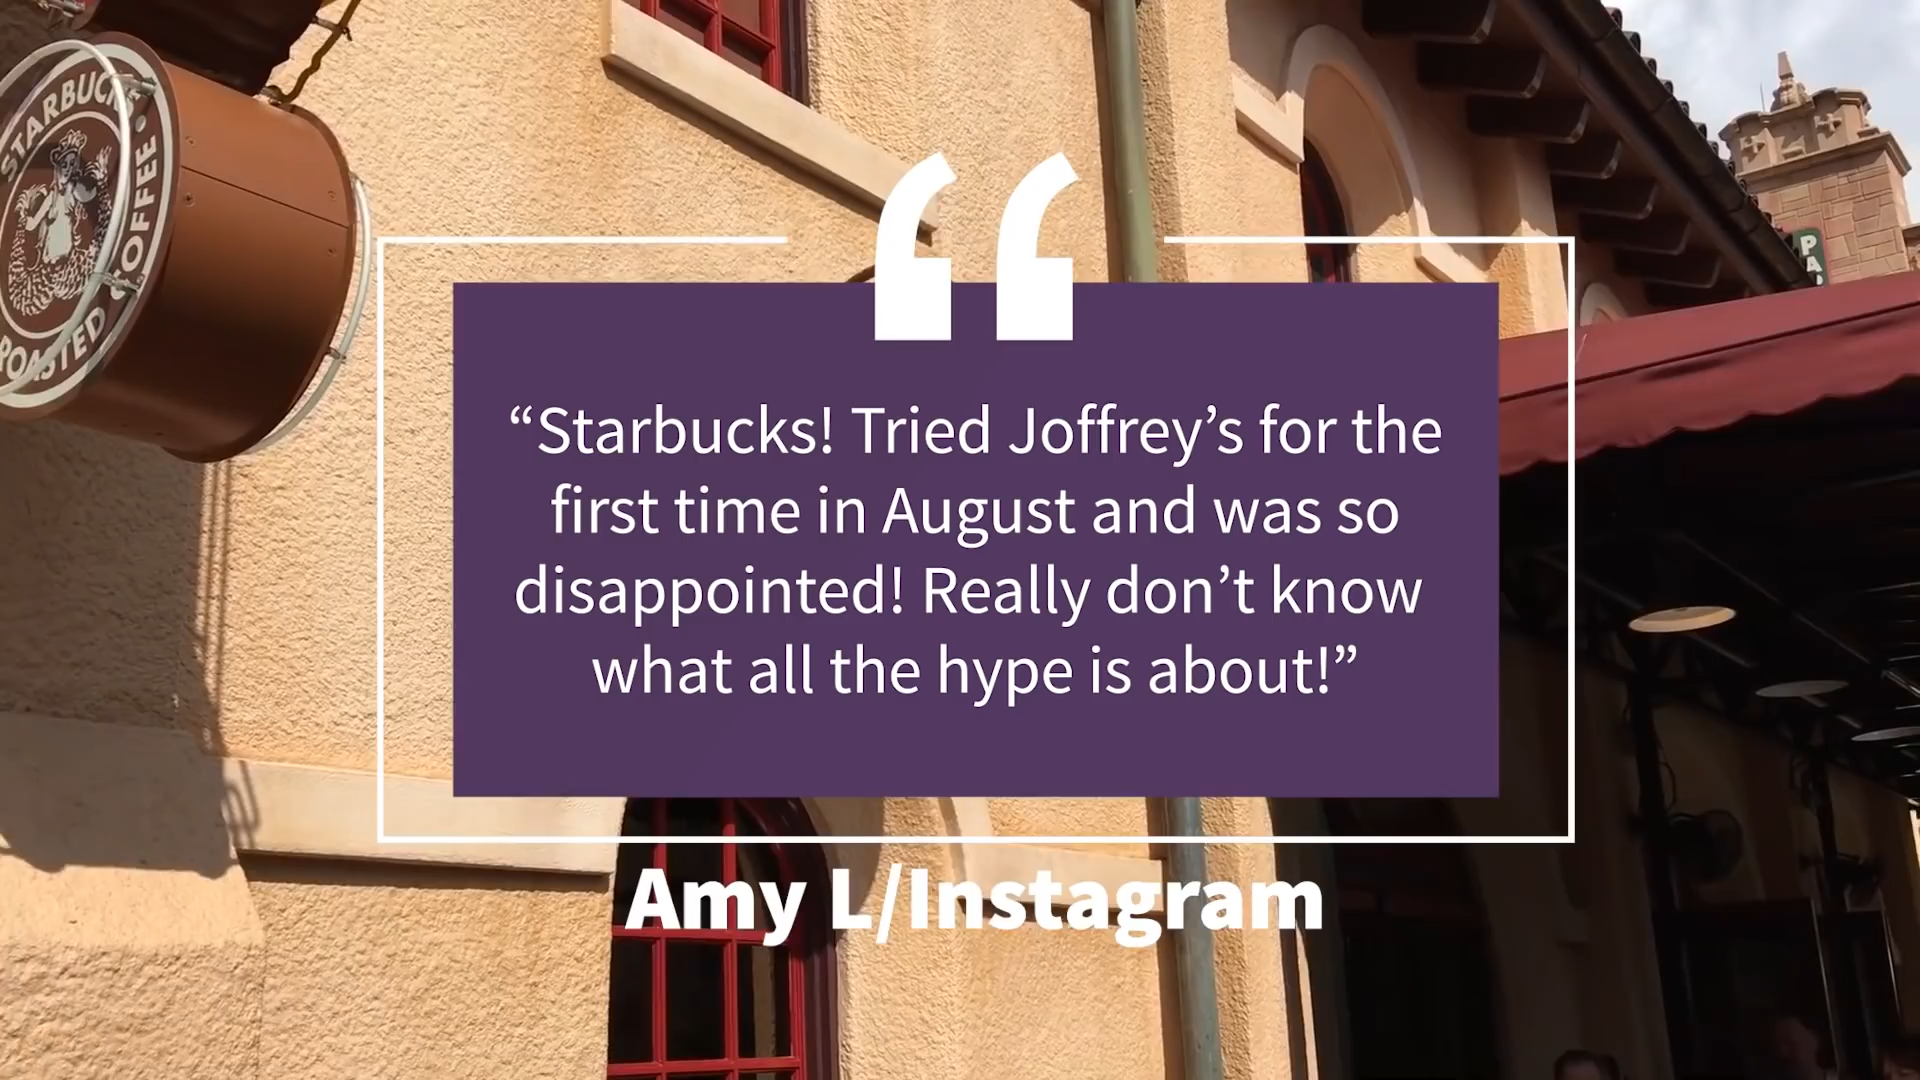 STARBUCKS
COFFEE
ROASTED
PA
“Starbucks! Tried Joffrey’s for the
first time in August and was so
disappointed! Really don’t know
what all the hype is about!”
Amy L/Instagram